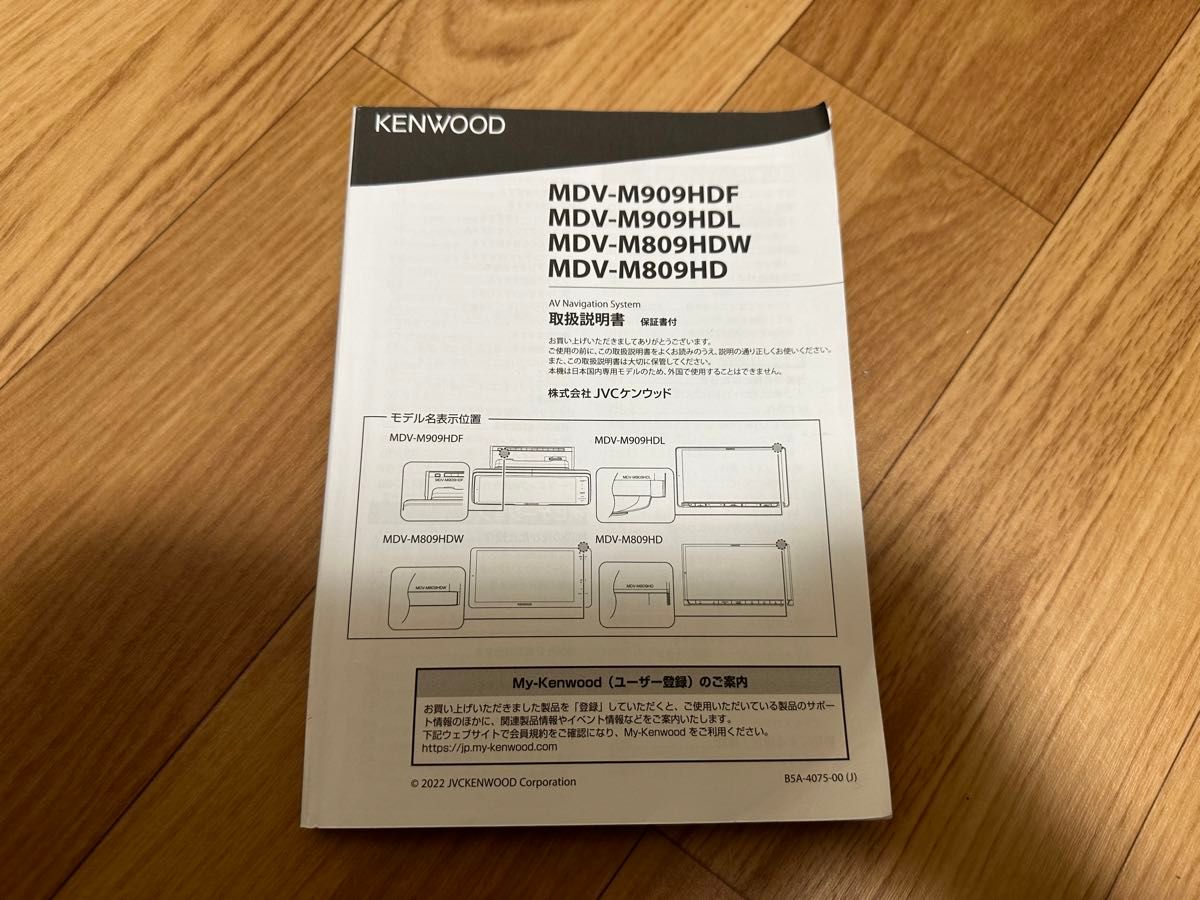 KENWOOD
MDV-M909HDF
MDV-M909HDL
MDV-M809HDW
MDV-M809HD
AV Navigation System
取扱説明書 保証書付
お買い上げいただきましてありがとうございます。
ご使用の前に、この取扱説明書をよくお読みのうえ、説明の通り正しくお使いください。
また、この取扱説明書は大切に保管してください。
本機は日本国内専用モデルのため、外国で使用することはできません。
株式会社 JVCケンウッド
モデル名表示位置
MDV-M909HDF
MDV-M909HDL
MDV-M909HDF
MDV-M909HDL
MDV-M809HDW
MDV-M809HD
MDV-M809HDW
MDV-M809HD
My-Kenwood（ユーザー登録）のご案内
お買い上げいただきました製品を「登録」していただくと、ご使用いただいている製品のサポー
ト情報のほかに、関連製品情報やイベント情報などをご案内いたします。
下記ウェブサイトで会員規約をご確認になり、My-Kenwood をご利用ください。
https://jp.my-kenwood.com
© 2022 JVCKENWOOD Corporation
B5A-4075-00 (J)